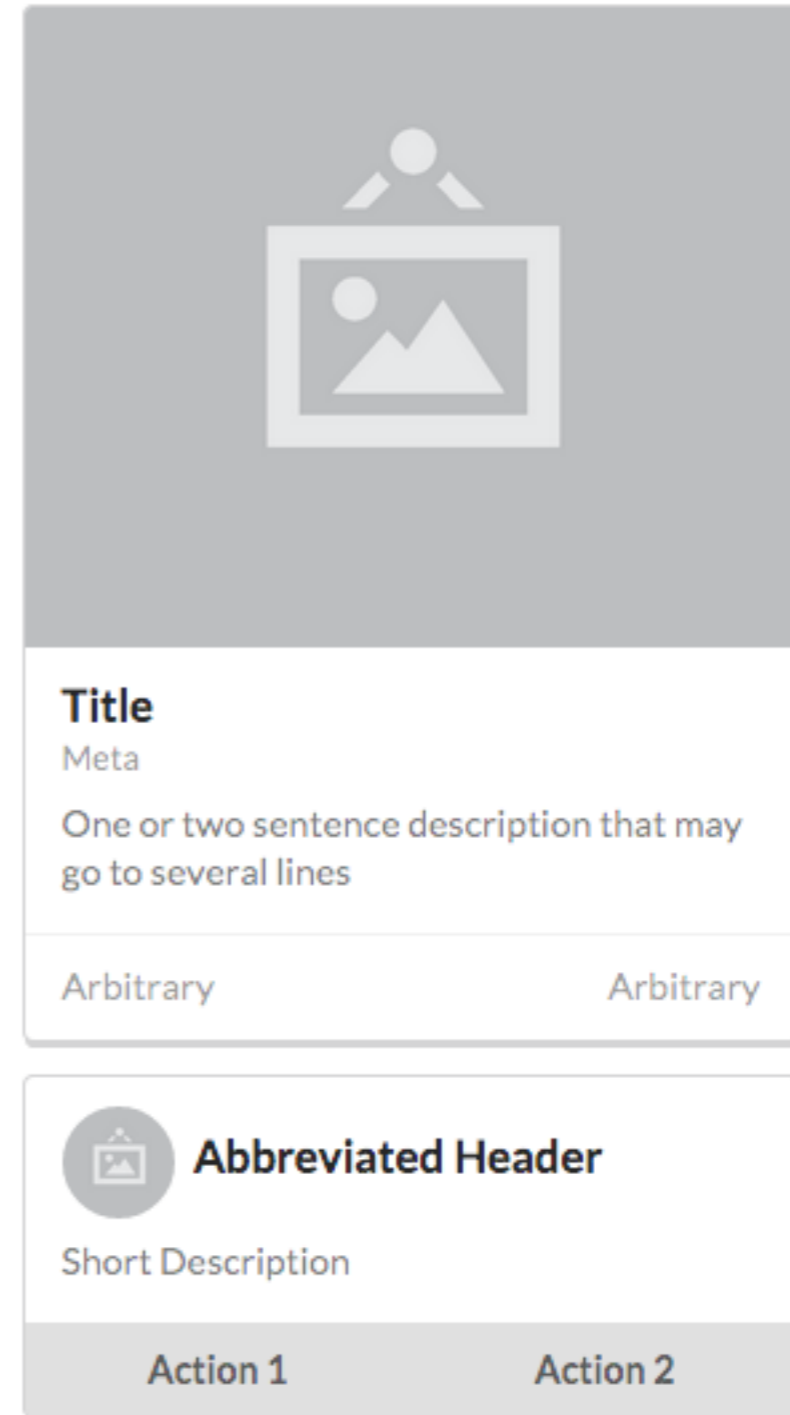 Title
Meta
One or two sentence description that may
go to several lines
Arbitrary Arbitrary
Abbreviated Header
Short Description
Action 1 Action 2